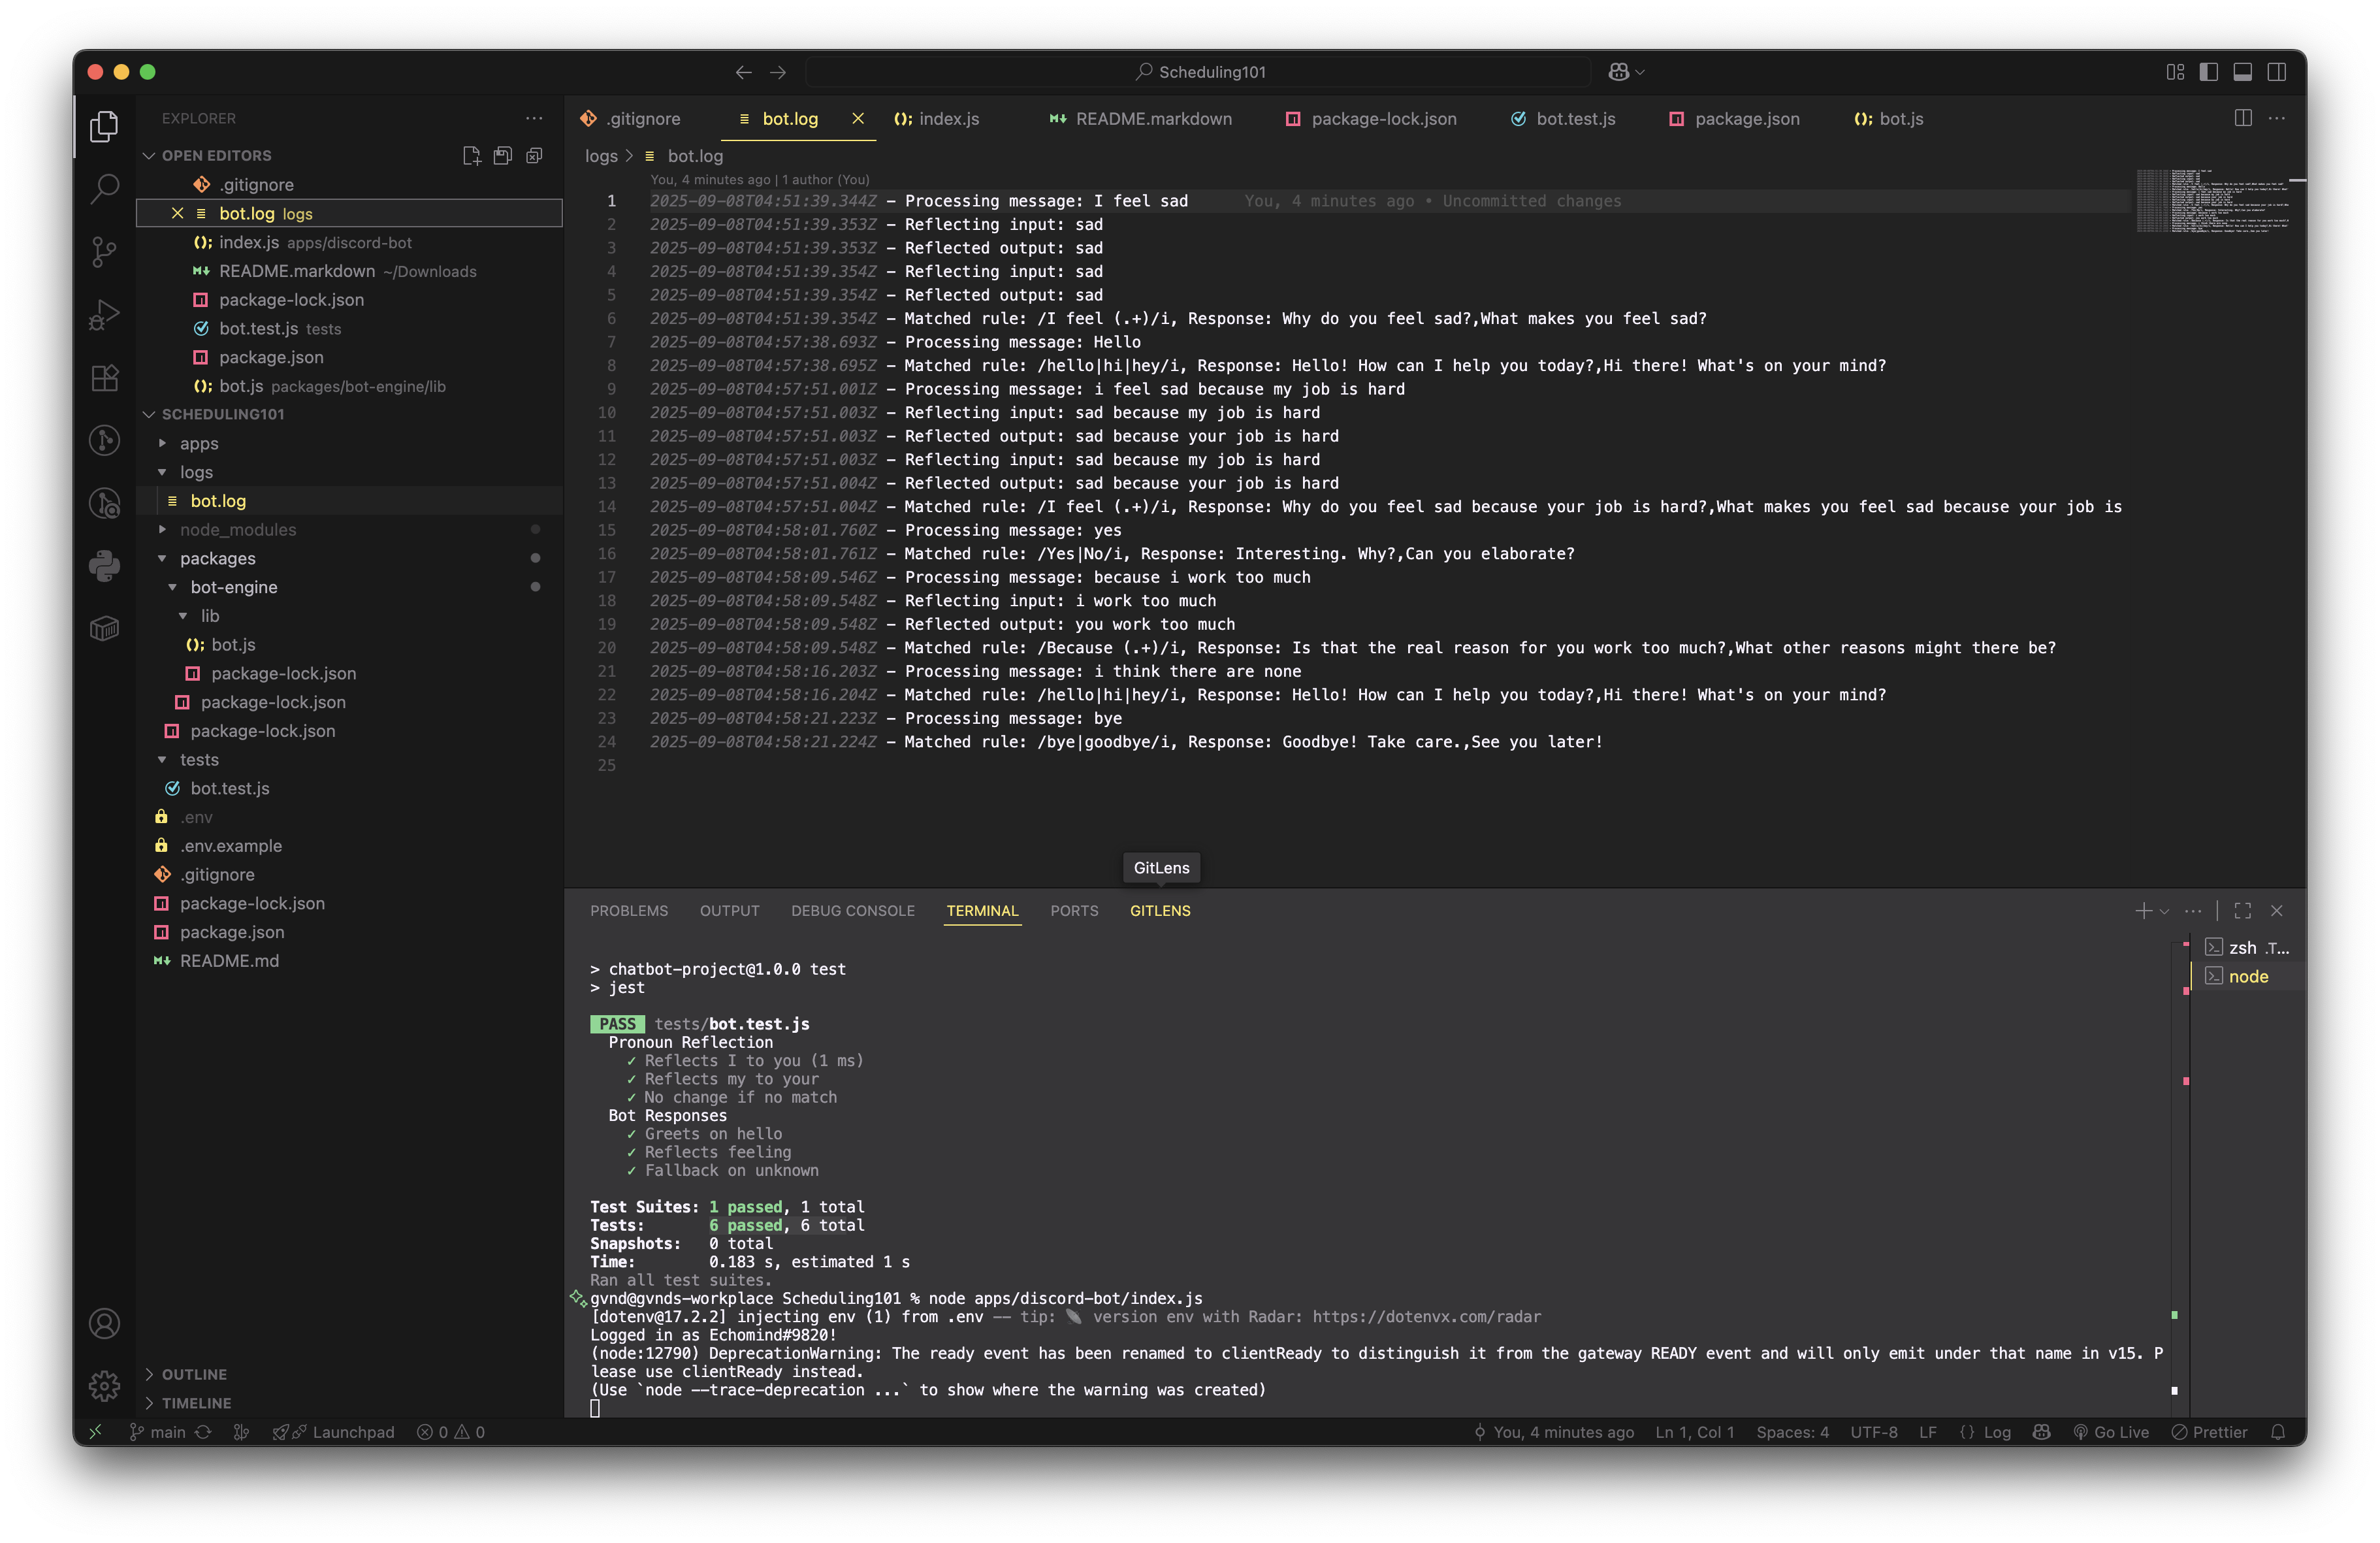 Scheduling101
EXPLORER
OPEN EDITORS
.gitignore
bot.log logs
index.js apps/discord-bot
README.markdown ~/Downloads
package-lock.json
bot.test.js tests
package.json
bot.js packages/bot-engine/lib
SCHEDULING101
apps
logs
bot.log
node_modules
packages
bot-engine
lib
bot.js
package-lock.json
package-lock.json
package-lock.json
tests
bot.test.js
.env
.env.example
.gitignore
package-lock.json
package.json
README.md
OUTLINE
TIMELINE
.gitignore bot.log index.js README.markdown package-lock.json bot.test.js package.json bot.js
logs > bot.log
You, 4 minutes ago | 1 author (You)
1 2025-09-08T04:51:39.344Z - Processing message: I feel sad You, 4 minutes ago • Uncommitted changes
2 2025-09-08T04:51:39.353Z - Reflecting input: sad
3 2025-09-08T04:51:39.353Z - Reflected output: sad
4 2025-09-08T04:51:39.354Z - Reflecting input: sad
5 2025-09-08T04:51:39.354Z - Reflected output: sad
6 2025-09-08T04:51:39.354Z - Matched rule: /I feel (.+)/i, Response: Why do you feel sad?,What makes you feel sad?
7 2025-09-08T04:57:38.693Z - Processing message: Hello
8 2025-09-08T04:57:38.695Z - Matched rule: /hello|hi|hey/i, Response: Hello! How can I help you today?,Hi there! What's on your mind?
9 2025-09-08T04:57:51.001Z - Processing message: i feel sad because my job is hard
10 2025-09-08T04:57:51.003Z - Reflecting input: sad because my job is hard
11 2025-09-08T04:57:51.003Z - Reflected output: sad because your job is hard
12 2025-09-08T04:57:51.003Z - Reflecting input: sad because my job is hard
13 2025-09-08T04:57:51.004Z - Reflected output: sad because your job is hard
14 2025-09-08T04:57:51.004Z - Matched rule: /I feel (.+)/i, Response: Why do you feel sad because your job is hard?,What makes you feel sad because your job is
15 2025-09-08T04:58:01.760Z - Processing message: yes
16 2025-09-08T04:58:01.761Z - Matched rule: /Yes|No/i, Response: Interesting. Why?,Can you elaborate?
17 2025-09-08T04:58:09.546Z - Processing message: because i work too much
18 2025-09-08T04:58:09.548Z - Reflecting input: i work too much
19 2025-09-08T04:58:09.548Z - Reflected output: you work too much
20 2025-09-08T04:58:09.548Z - Matched rule: /Because (.+)/i, Response: Is that the real reason for you work too much?,What other reasons might there be?
21 2025-09-08T04:58:16.203Z - Processing message: i think there are none
22 2025-09-08T04:58:16.204Z - Matched rule: /hello|hi|hey/i, Response: Hello! How can I help you today?,Hi there! What's on your mind?
23 2025-09-08T04:58:21.223Z - Processing message: bye
24 2025-09-08T04:58:21.224Z - Matched rule: /bye|goodbye/i, Response: Goodbye! Take care.,See you later!
25
GitLens
PROBLEMS OUTPUT DEBUG CONSOLE TERMINAL PORTS GITLENS
zsh .T...
node
> chatbot-project@1.0.0 test
> jest
PASS tests/bot.test.js
Pronoun Reflection
✓ Reflects I to you (1 ms)
✓ Reflects my to your
✓ No change if no match
Bot Responses
✓ Greets on hello
✓ Reflects feeling
✓ Fallback on unknown
Test Suites: 1 passed, 1 total
Tests: 6 passed, 6 total
Snapshots: 0 total
Time: 0.183 s, estimated 1 s
Ran all test suites.
gvnd@gvnds-workplace Scheduling101 % node apps/discord-bot/index.js
[dotenv@17.2.2] injecting env (1) from .env -- tip: version env with Radar: https://dotenvx.com/radar
Logged in as Echomind#9820!
(node:12790) DeprecationWarning: The ready event has been renamed to clientReady to distinguish it from the gateway READY event and will only emit under that name in v15. P
lease use clientReady instead.
(Use `node --trace-deprecation ...` to show where the warning was created)
main Launchpad 0 0 You, 4 minutes ago Ln 1, Col 1 Spaces: 4 UTF-8 LF {} Log Go Live Prettier